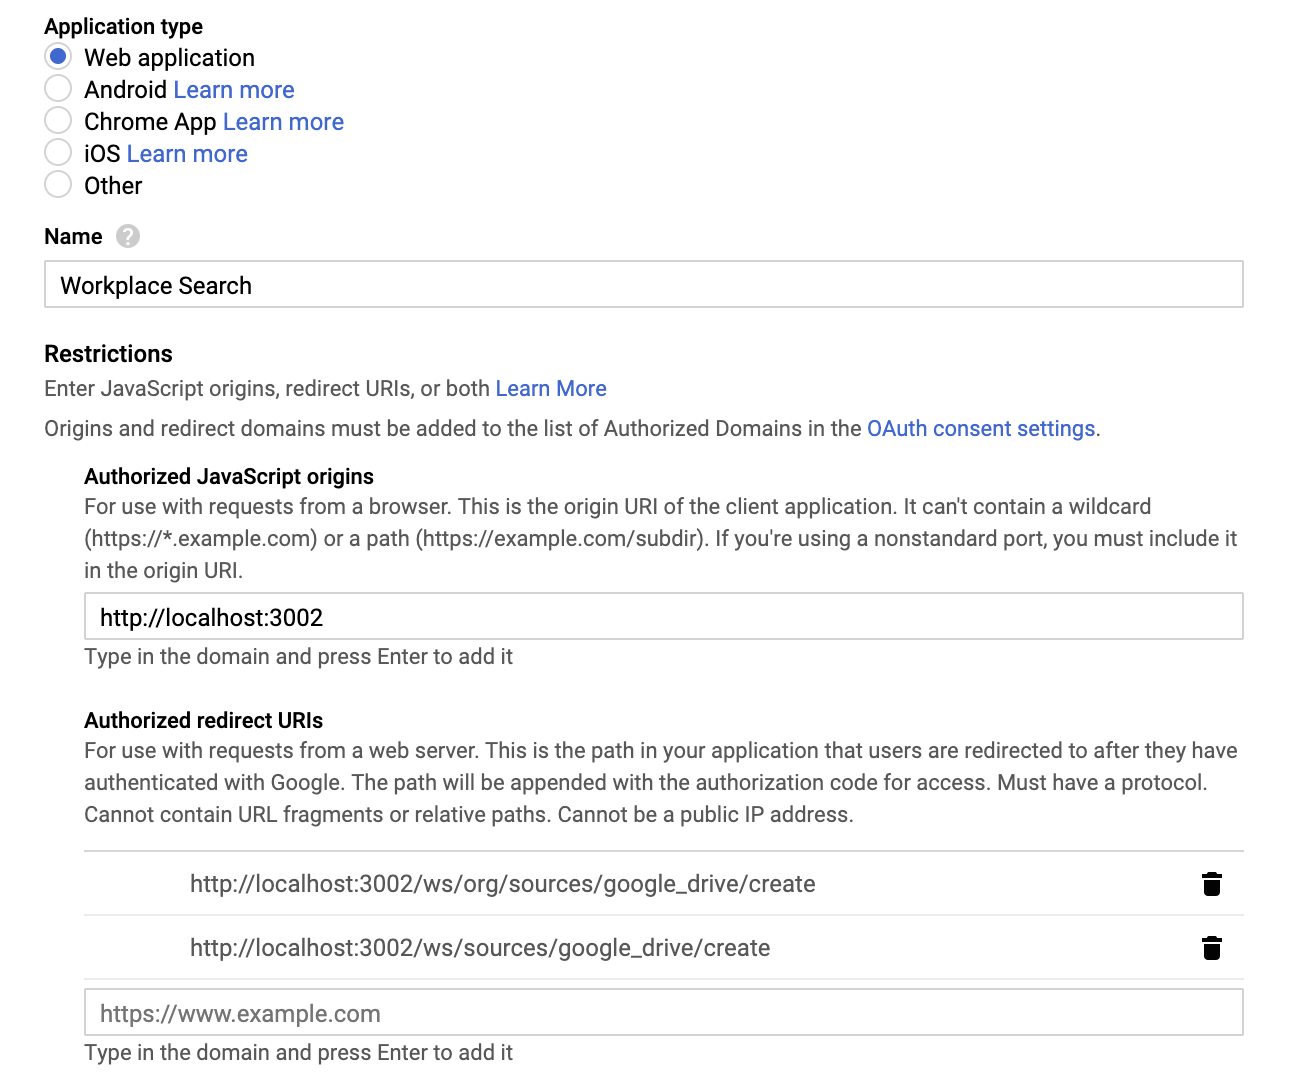 Application type
Web application
Android Learn more
Chrome App Learn more
iOS Learn more
Other
Name ?
Workplace Search
Restrictions
Enter JavaScript origins, redirect URIs, or both Learn More
Origins and redirect domains must be added to the list of Authorized Domains in the OAuth consent settings.
Authorized JavaScript origins
For use with requests from a browser. This is the origin URI of the client application. It can't contain a wildcard
(https://*.example.com) or a path (https://example.com/subdir). If you're using a nonstandard port, you must include it
in the origin URI.
http://localhost:3002
Type in the domain and press Enter to add it
Authorized redirect URIs
For use with requests from a web server. This is the path in your application that users are redirected to after they have
authenticated with Google. The path will be appended with the authorization code for access. Must have a protocol.
Cannot contain URL fragments or relative paths. Cannot be a public IP address.
http://localhost:3002/ws/org/sources/google_drive/create
http://localhost:3002/ws/sources/google_drive/create
https://www.example.com
Type in the domain and press Enter to add it